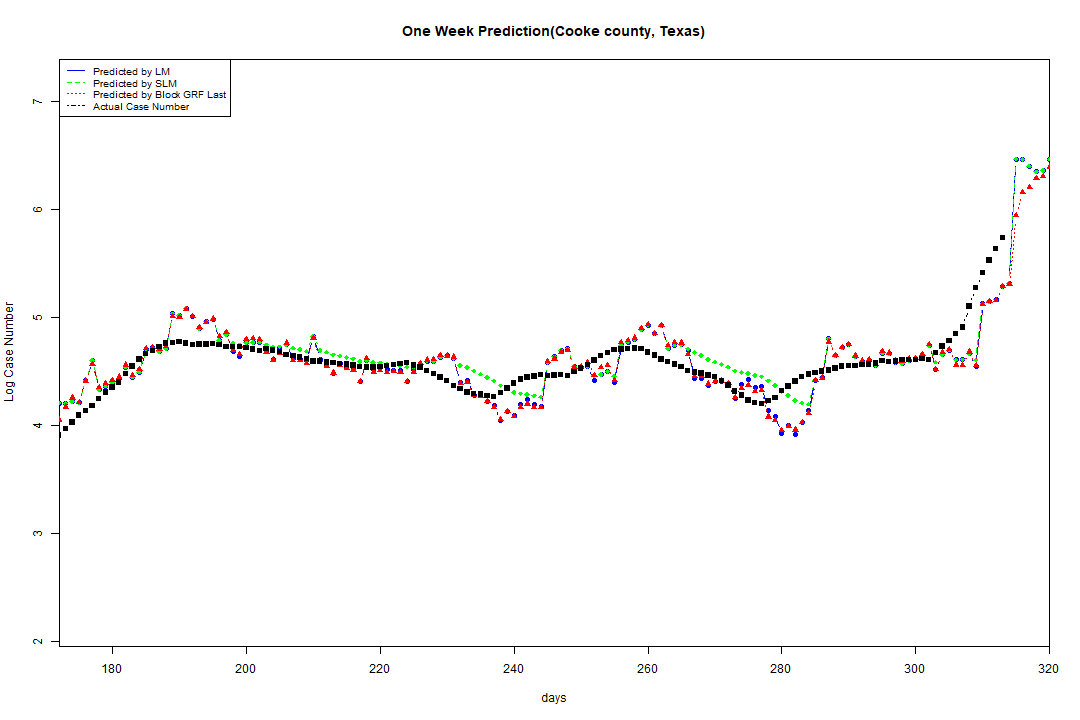 One Week Prediction(Cooke county, Texas)
Predicted by LM
Predicted by SLM
Predicted by Block GRF Last
Actual Case Number
7
6
5
4
3
2
Log Case Number
180 200 220 240 260 280 300 320
days